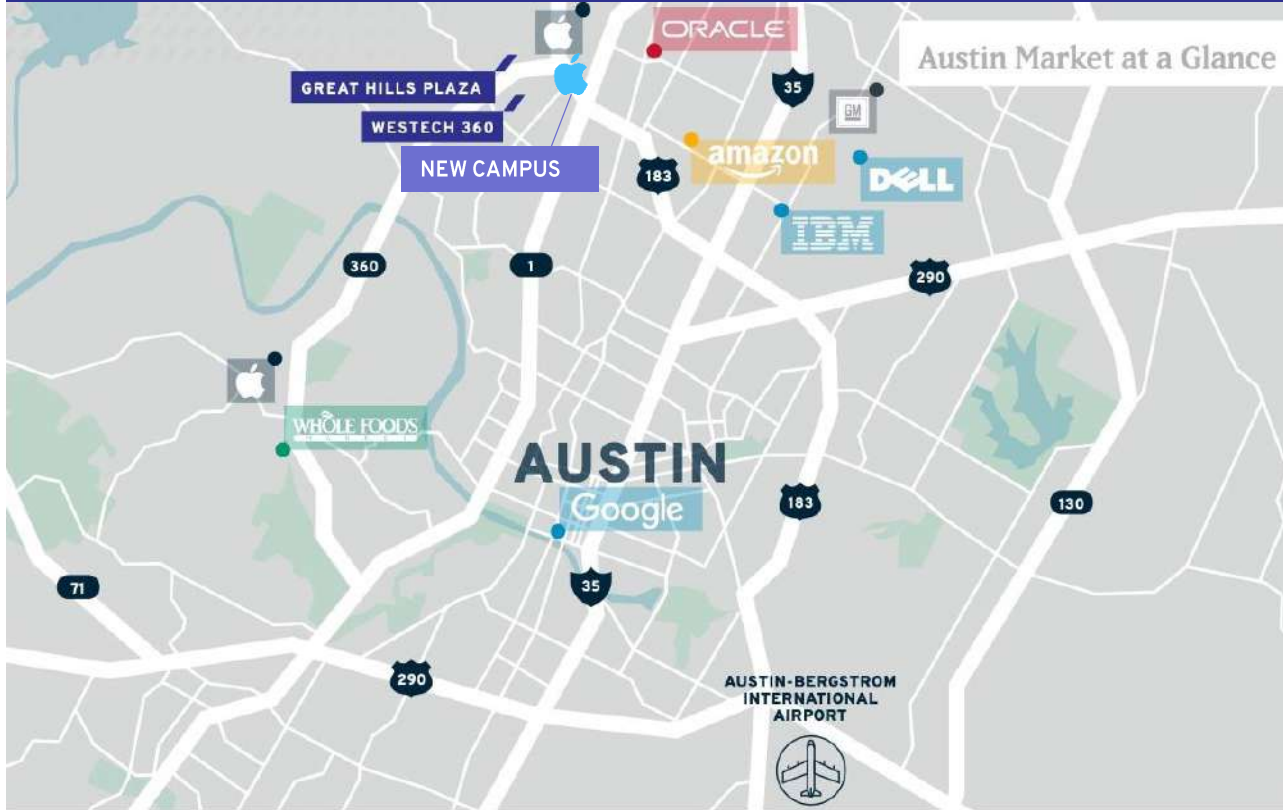 ORACLE
Austin Market at a Glance
GREAT HILLS PLAZA
35
GM
WESTECH 360
amazon
NEW CAMPUS
183
DELL
IBM
360
1
290
WHOLE FOODS
MARKET
AUSTIN
Google
183
130
71
35
290
AUSTIN-BERGSTROM
INTERNATIONAL
AIRPORT